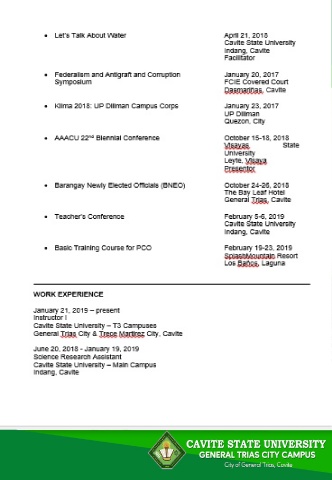 • Let's Talk About Water
April 21, 2018
Cavite State University
Indang, Cavite
Facilitator
• Federalism and Antigraft and Corruption
Symposium
January 20, 2017
FCIE Covered Court
Dasmariñas, Cavite
• Klima 2018: UP Diliman Campus Corps
January 23, 2017
UP Diliman
Quezon, City
• AAACU 22nd Biennial Conference
October 15-18, 2018
Visayas State
University
Leyte, Visaya
Presentor
• Barangay Newly Elected Officials (BNEO)
October 24-26, 2018
The Bay Leaf Hotel
General Trias, Cavite
• Teacher's Conference
February 5-6, 2019
Cavite State University
Indang, Cavite
• Basic Training Course for PCO
February 19-23, 2019
SplashMountain Resort
Los Baños, Laguna
WORK EXPERIENCE
January 21, 2019 – present
Instructor I
Cavite State University – T3 Campuses
General Trias City & Trece Martirez City, Cavite
June 20, 2018 - January 19, 2019
Science Research Assistant
Cavite State University – Main Campus
Indang, Cavite
CAVITE STATE UNIVERSITY
GENERAL TRIAS CITY CAMPUS
City of General Trias, Cavite